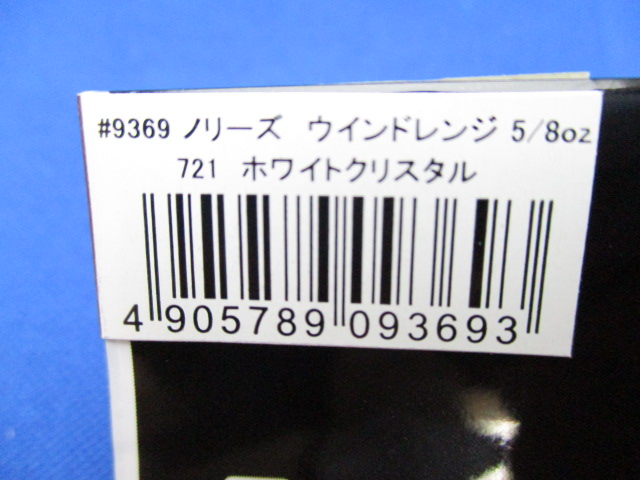 #9369 ノリーズ　ウインドレンジ 5/8oz
721　ホワイトクリスタル
4 905789 093693